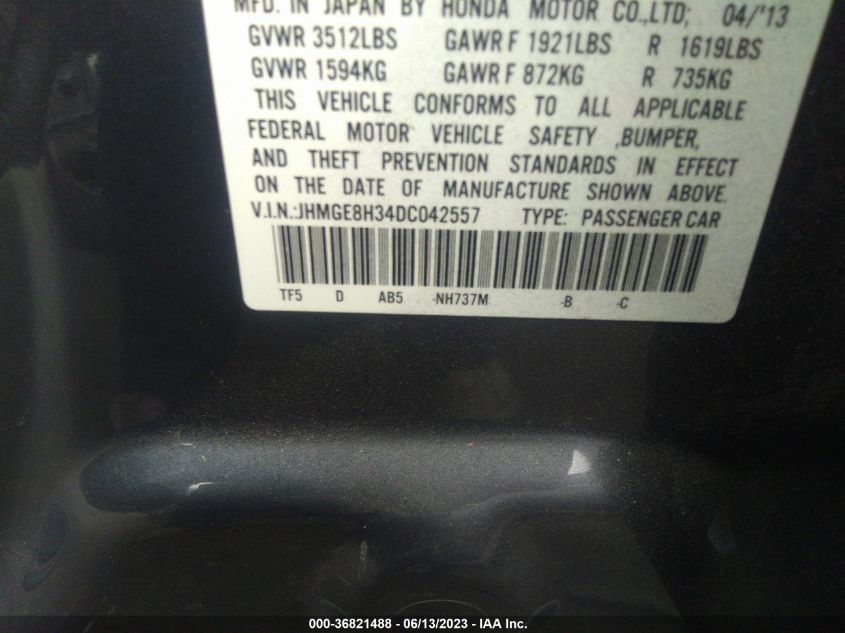 MFD. IN JAPAN BY HONDA MOTOR CO.,LTD; 04/'13
GVWR 3512LBS GAWR F 1921LBS R 1619LBS
GVWR 1594KG GAWR F 872KG R 735KG
THIS VEHICLE CONFORMS TO ALL APPLICABLE
FEDERAL MOTOR VEHICLE SAFETY ,BUMPER,
AND THEFT PREVENTION STANDARDS IN EFFECT
ON THE DATE OF MANUFACTURE SHOWN ABOVE.
V.I.N.:JHMGE8H34DC042557 TYPE: PASSENGER CAR
TF5 D AB5 -NH737M -B -C
000-36821488 - 06/13/2023 - IAA Inc.